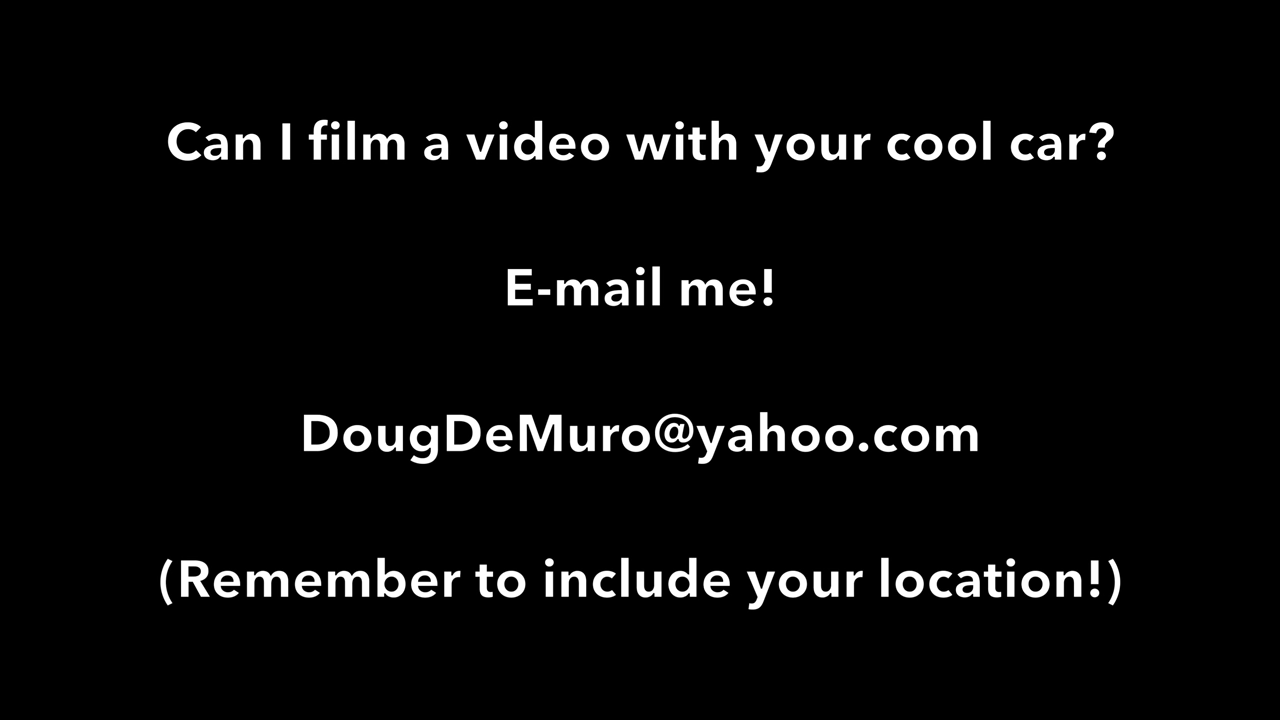 Can I film a video with your cool car?
E-mail me!
DougDeMuro@yahoo.com
(Remember to include your location!)